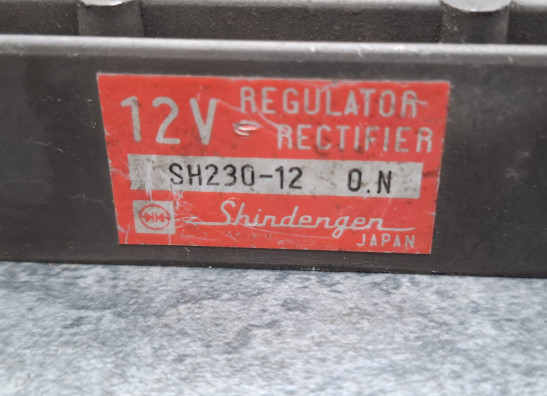 12V REGULATOR
RECTIFIER
SH230-12 O.N
Shindengen
JAPAN